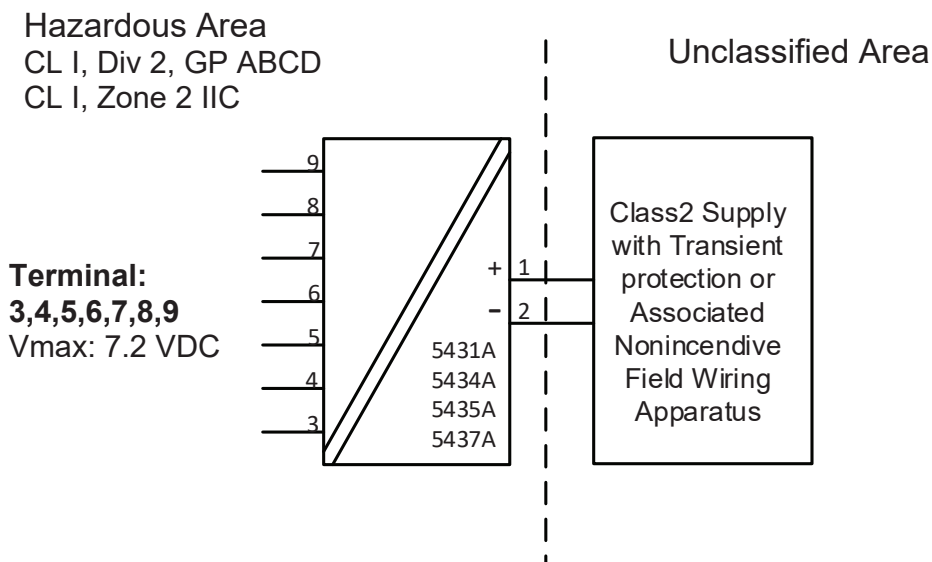 Hazardous Area
CL I, Div 2, GP ABCD
CL I, Zone 2 IIC
Unclassified Area
9
8
7
6
5
4
3
Terminal:
3,4,5,6,7,8,9
Vmax: 7.2 VDC
+ 1
- 2
5431A
5434A
5435A
5437A
Class2 Supply
with Transient
protection or
Associated
Nonincendive
Field Wiring
Apparatus